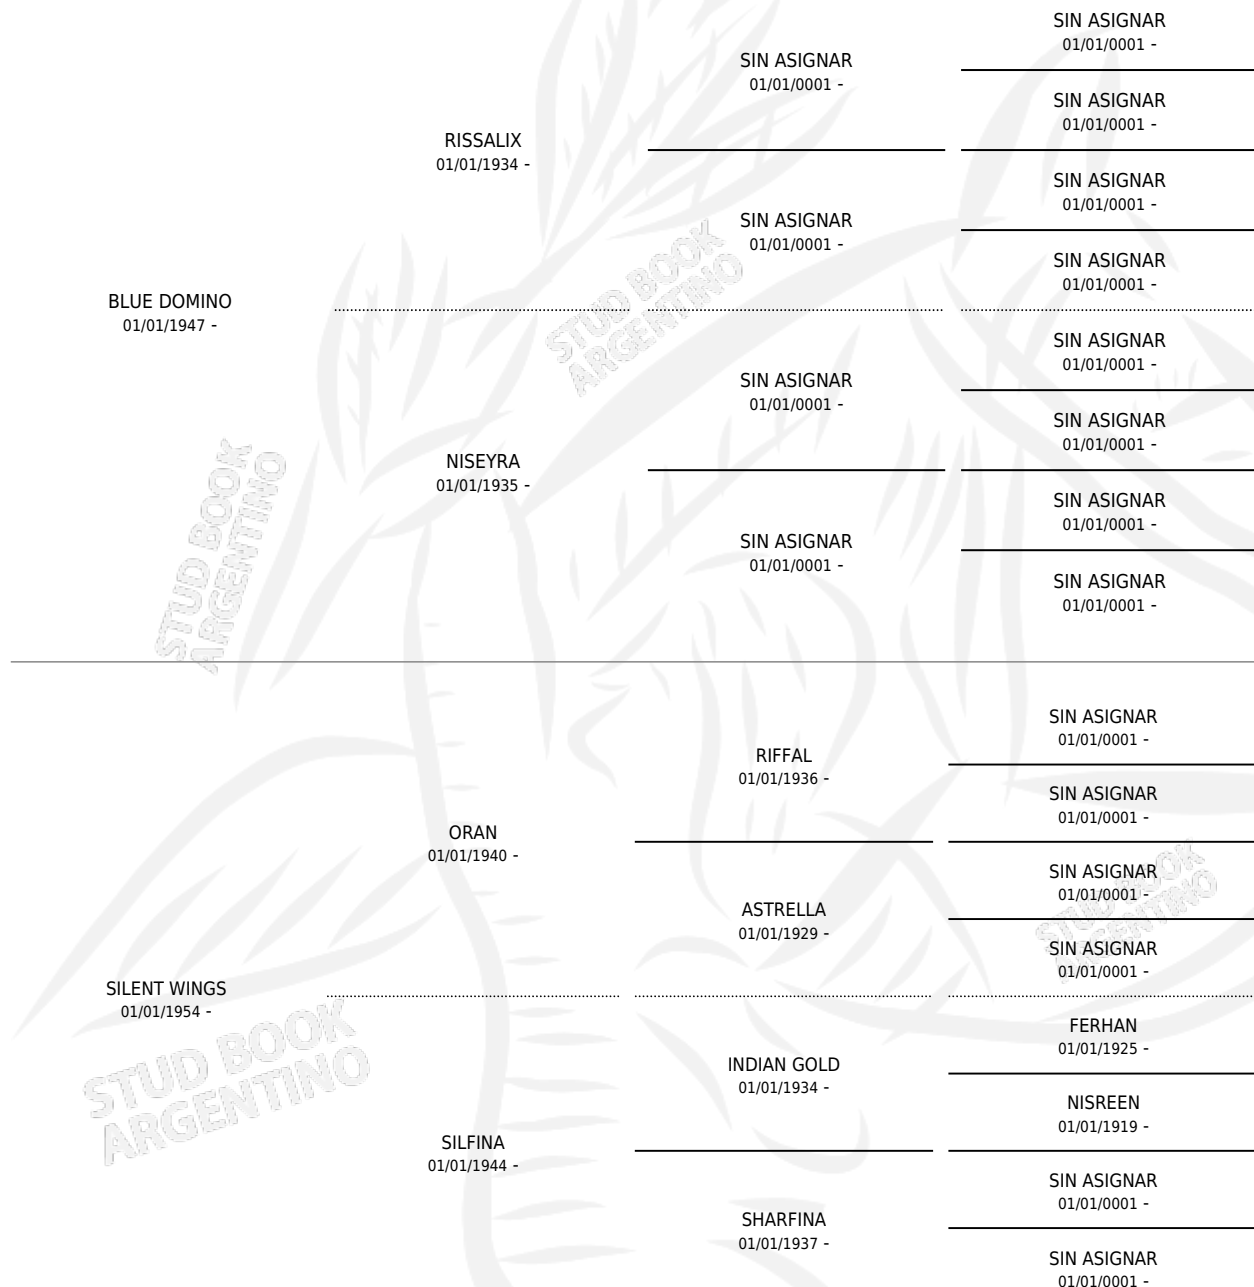 SIN ASIGNAR
01/01/0001 -
SIN ASIGNAR
01/01/0001 -
SIN ASIGNAR
01/01/0001 -
RISSALIX
01/01/1934 -
SIN ASIGNAR
01/01/0001 -
SIN ASIGNAR
01/01/0001 -
SIN ASIGNAR
01/01/0001 -
BLUE DOMINO
01/01/1947 -
STUD BOOK
ARGENTINO
SIN ASIGNAR
01/01/0001 -
SIN ASIGNAR
01/01/0001 -
SIN ASIGNAR
01/01/0001 -
NISEYRA
01/01/1935 -
SIN ASIGNAR
01/01/0001 -
SIN ASIGNAR
01/01/0001 -
SIN ASIGNAR
01/01/0001 -
STUD BOOK
ARGENTINO
SIN ASIGNAR
01/01/0001 -
RIFFAL
01/01/1936 -
SIN ASIGNAR
01/01/0001 -
ORAN
01/01/1940 -
SIN ASIGNAR
01/01/0001 -
ASTRELLA
01/01/1929 -
SIN ASIGNAR
01/01/0001 -
STUD BOOK
ARGENTINO
SILENT WINGS
01/01/1954 -
FERHAN
01/01/1925 -
INDIAN GOLD
01/01/1934 -
NISREEN
01/01/1919 -
STUD BOOK
ARGENTINO
SILFINA
01/01/1944 -
SIN ASIGNAR
01/01/0001 -
SHARFINA
01/01/1937 -
SIN ASIGNAR
01/01/0001 -